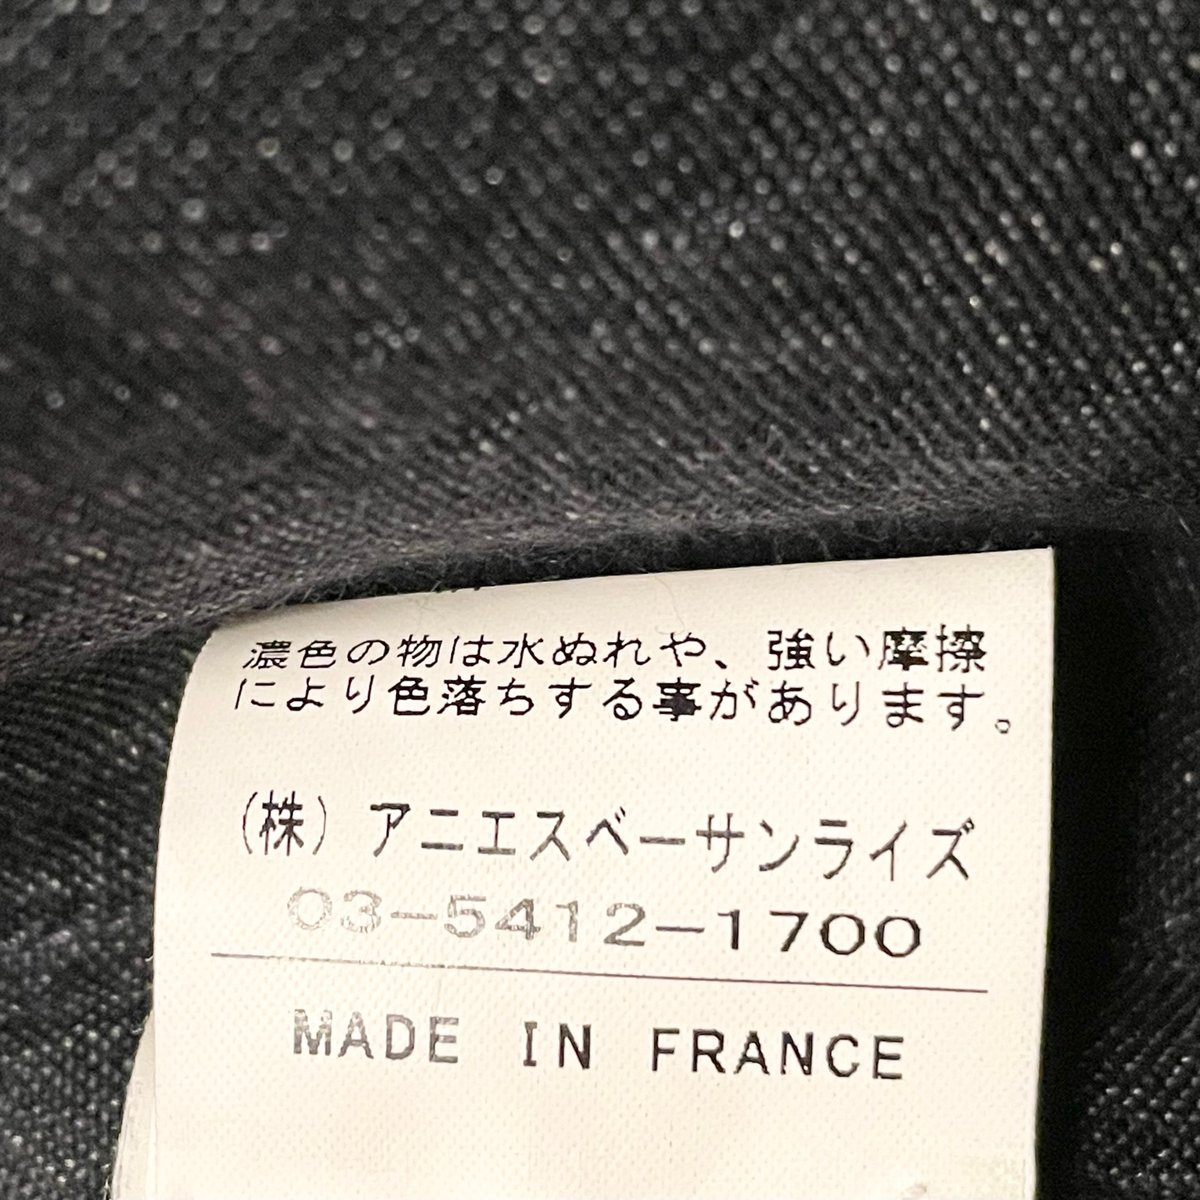 濃色の物は水ぬれや、強い摩擦
により色落ちする事があります。
(株)アニエスベーサンライズ
03-5412-1700
MADE IN FRANCE